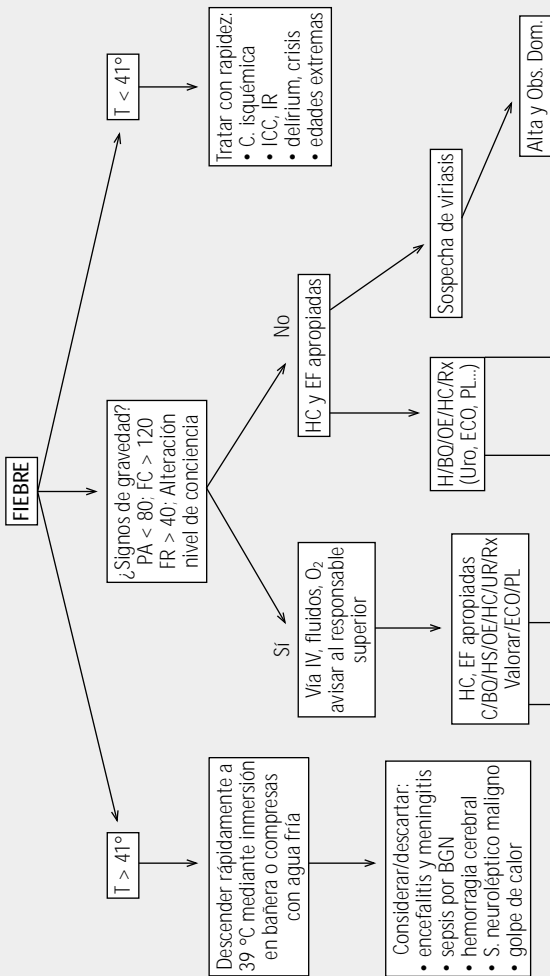 FIEBRE
T > 41°
Descender rápidamente a
39 °C mediante inmersión
en bañera o compresas
con agua fría
Considerar/descartar:
• encefalitis y meningitis
• sepsis por BGN
• hemorragia cerebral
• S. neuroléptico maligno
• golpe de calor
¿Signos de gravedad?
PA < 80; FC > 120
FR > 40; Alteración
nivel de conciencia
Sí
Vía IV, fluidos, O₂
avisar al responsable
superior
HC, EF apropiadas
C/BQ/HS/OE/HC/UR/Rx
Valorar/ECO/PL
No
HC y EF apropiadas
H/BQ/OE/HC/Rx
(Uro, ECO, PL...)
Sospecha de viriasis
Alta y Obs. Dom.
T < 41°
Tratar con rapidez:
• C. isquémica
• ICC, IR
• delirium, crisis
• edades extremas